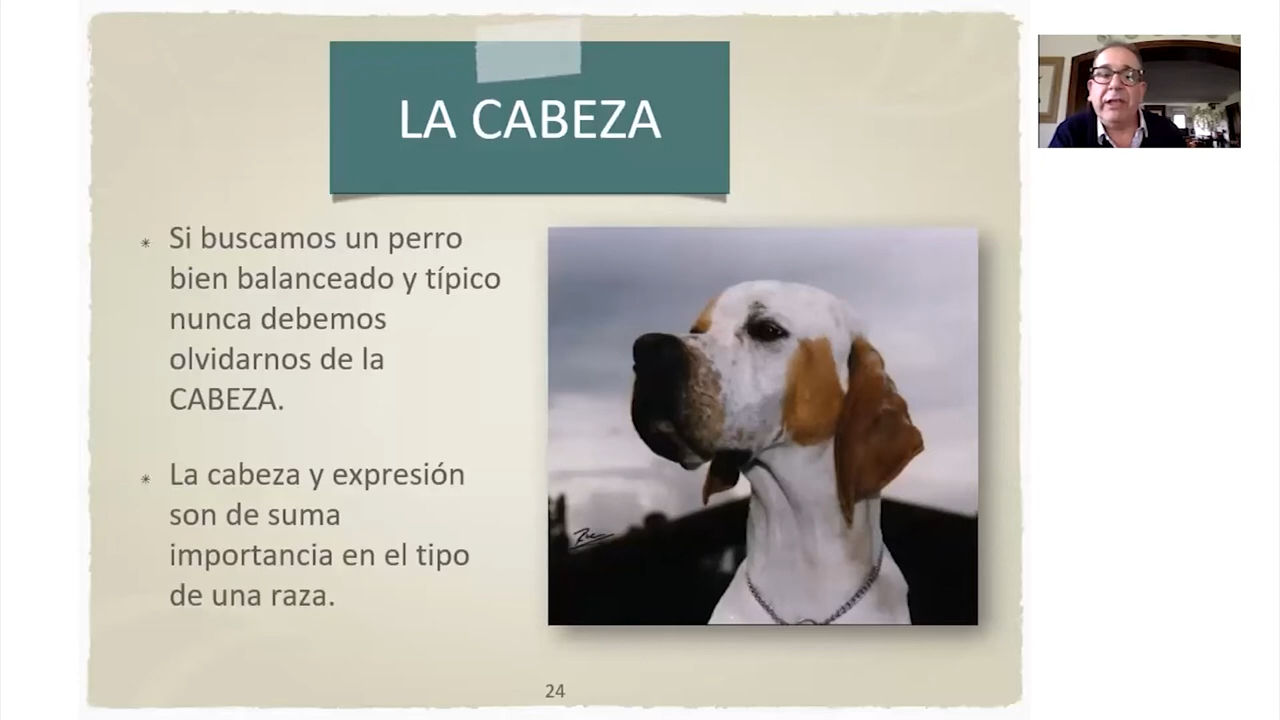 LA CABEZA
* Si buscamos un perro
bien balanceado y típico
nunca debemos
olvidarnos de la
CABEZA.
* La cabeza y expresión
son de suma
importancia en el tipo
de una raza.
24